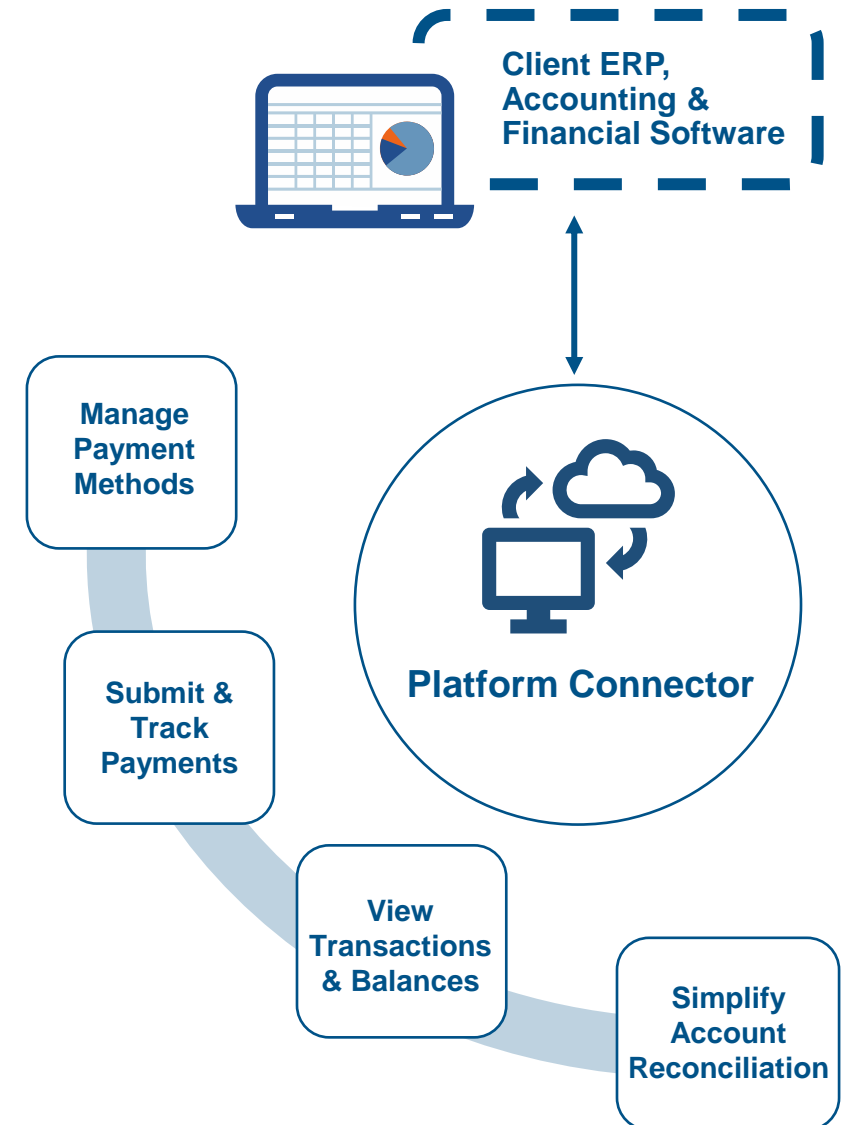 Client ERP,
Accounting &
Financial Software
Manage
Payment
Methods
Platform Connector
Submit &
Track
Payments
View
Transactions
& Balances
Simplify
Account
Reconciliation